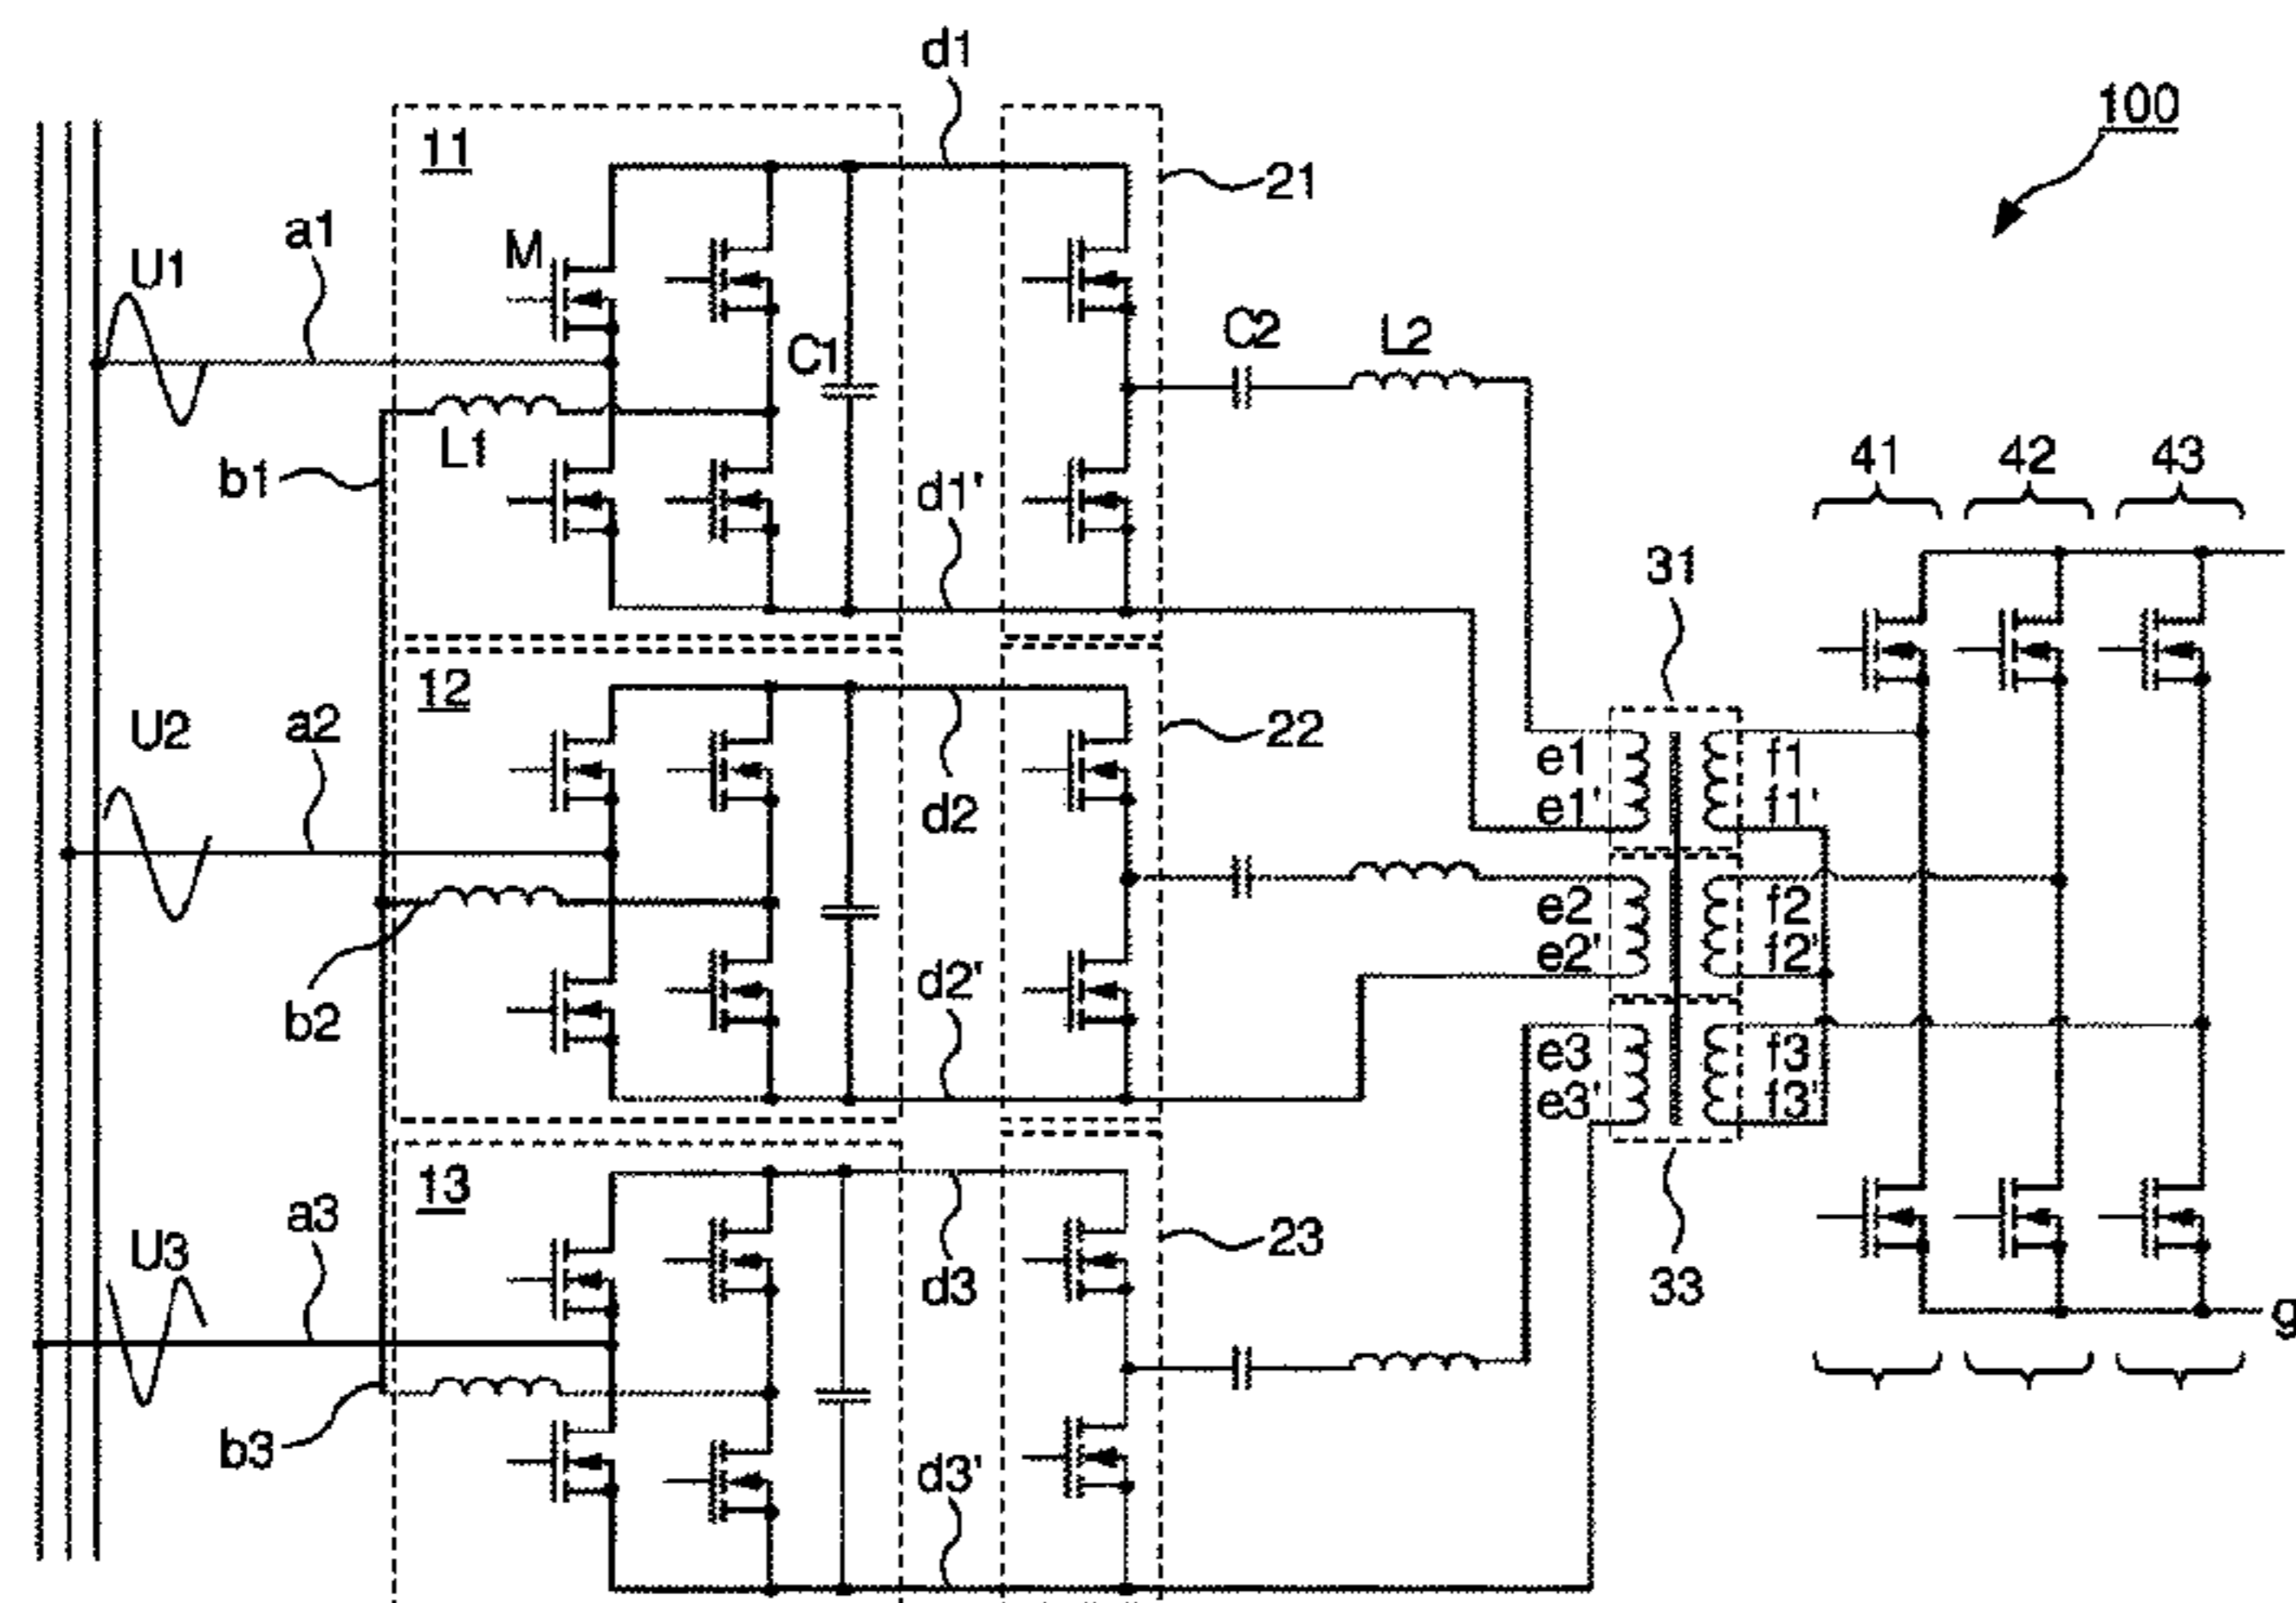 d1
100
11
21
a1
M
U1
C1
C2
L2
L1
b1
d1'
41
42
43
31
12
U2
a2
22
e1
f1
d2
e1'
f1'
e2
f2
d2'
e2'
f2'
b2
e3
f3
e3'
f3'
13
a3
U3
23
d3
33
g
b3
d3'